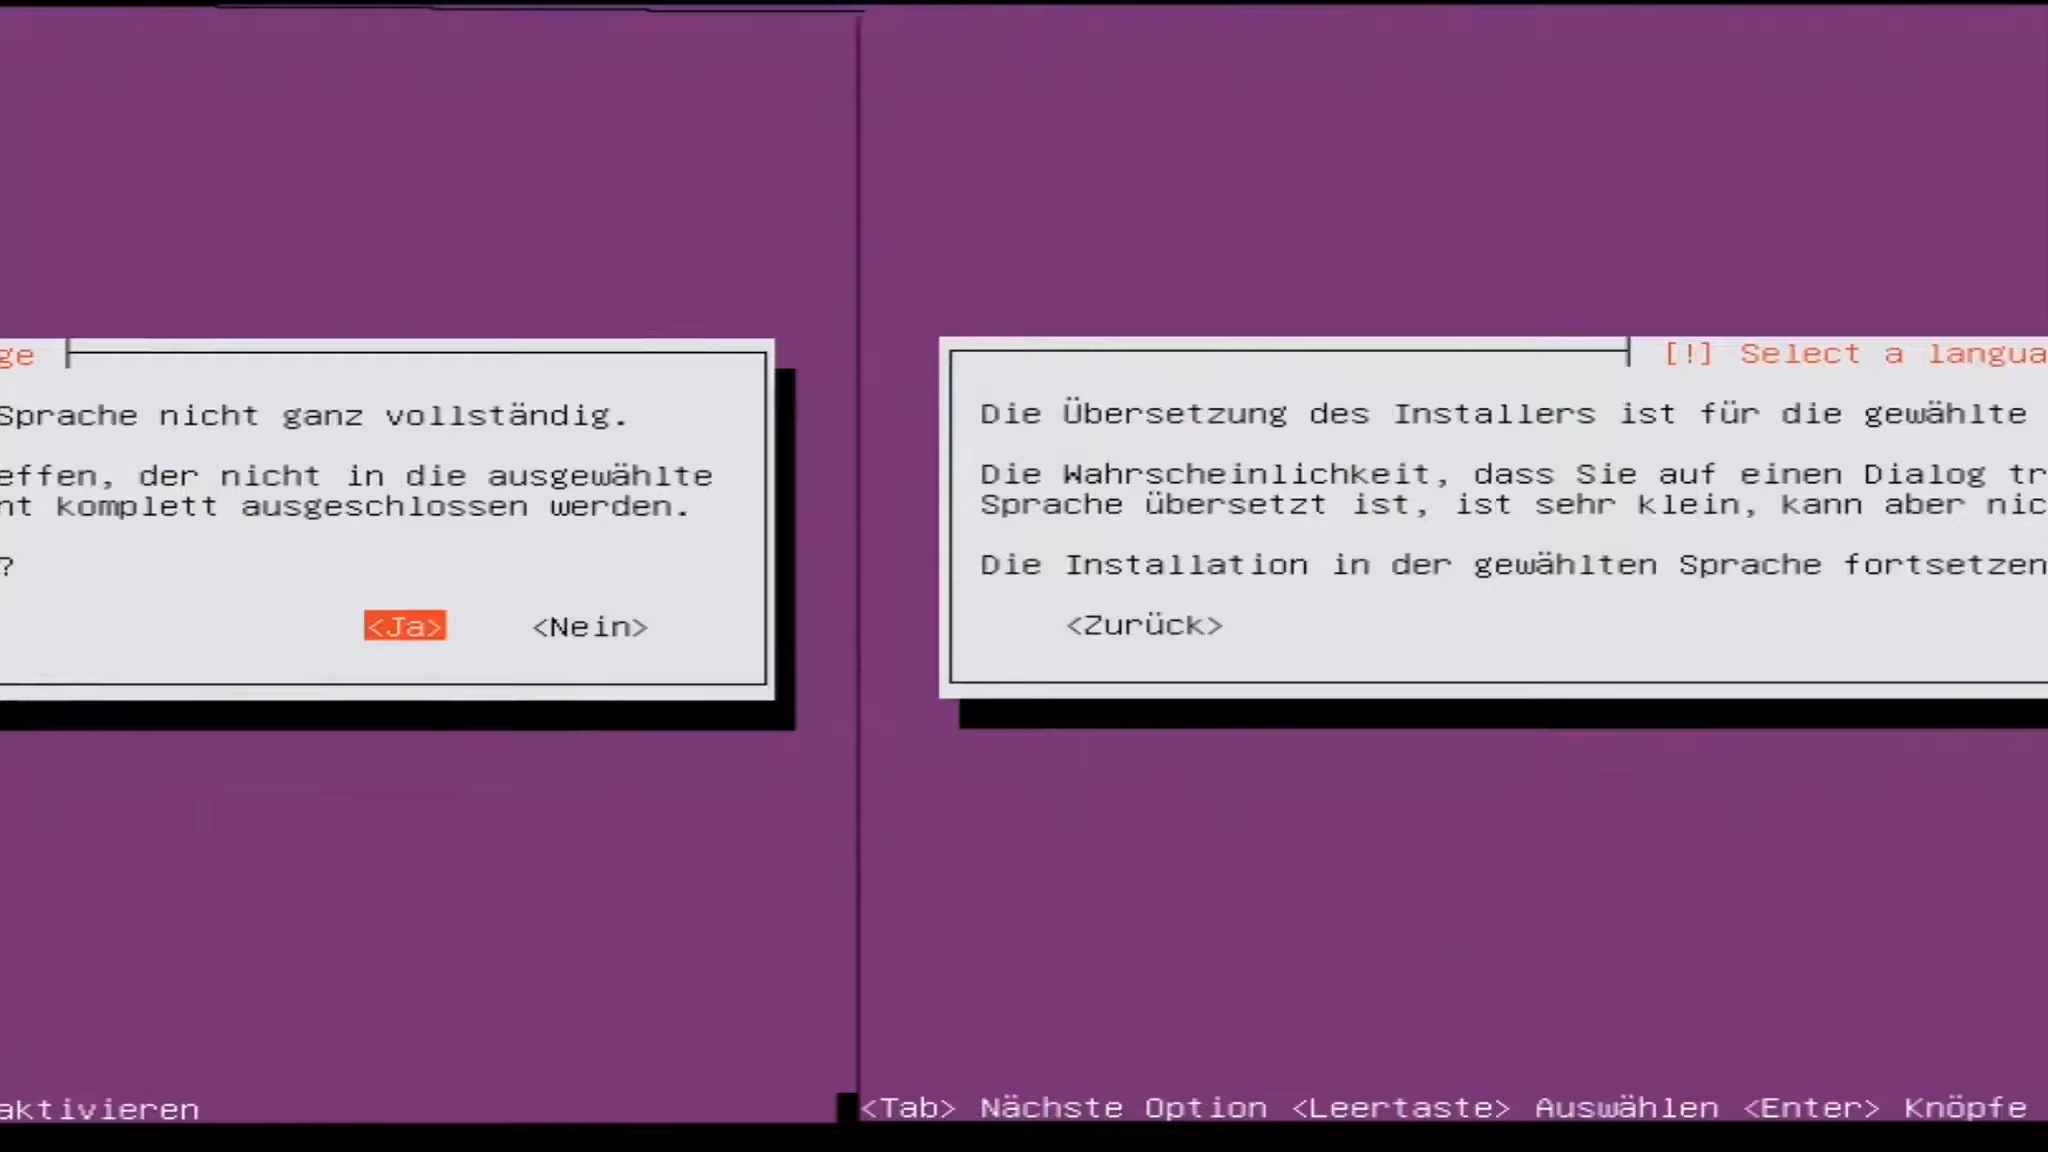 ge
Sprache nicht ganz vollständig.
effen, der nicht in die ausgewählte
nt komplett ausgeschlossen werden.
?
<Ja> <Nein>
aktivieren
[!] Select a langua
Die Übersetzung des Installers ist für die gewählte
Die Wahrscheinlichkeit, dass Sie auf einen Dialog tr
Sprache übersetzt ist, ist sehr klein, kann aber nic
Die Installation in der gewählten Sprache fortsetzen
<Zurück>
<Tab> Nächste Option <Leertaste> Auswählen <Enter> Knöpfe